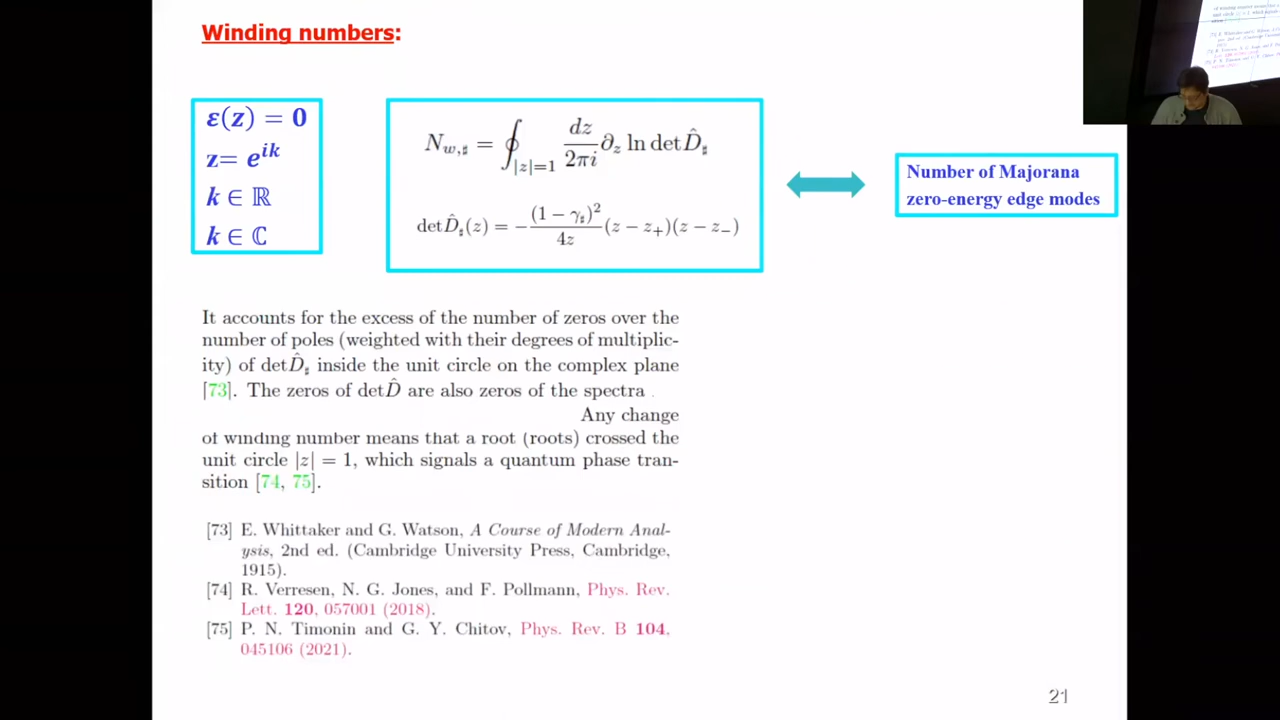 Winding numbers:
ε(z) = 0
z= e^{ik}
k ∈ ℝ
k ∈ ℂ
N_{w,♯} = ∮_{|z|=1} dz/2πi ∂_z ln det D̂_♯
det D̂_♯(z) = − (1 − γ_♯)²/4z (z − z₊)(z − z₋)
Number of Majorana
zero-energy edge modes
It accounts for the excess of the number of zeros over the
number of poles (weighted with their degrees of multiplic-
ity) of det D̂_♯ inside the unit circle on the complex plane
[73]. The zeros of det D̂ are also zeros of the spectra .
Any change
of winding number means that a root (roots) crossed the
unit circle |z| = 1, which signals a quantum phase tran-
sition [74, 75].
[73] E. Whittaker and G. Watson, A Course of Modern Anal-
ysis, 2nd ed. (Cambridge University Press, Cambridge,
1915).
[74] R. Verresen, N. G. Jones, and F. Pollmann, Phys. Rev.
Lett. 120, 057001 (2018).
[75] P. N. Timonin and G. Y. Chitov, Phys. Rev. B 104,
045106 (2021).
21